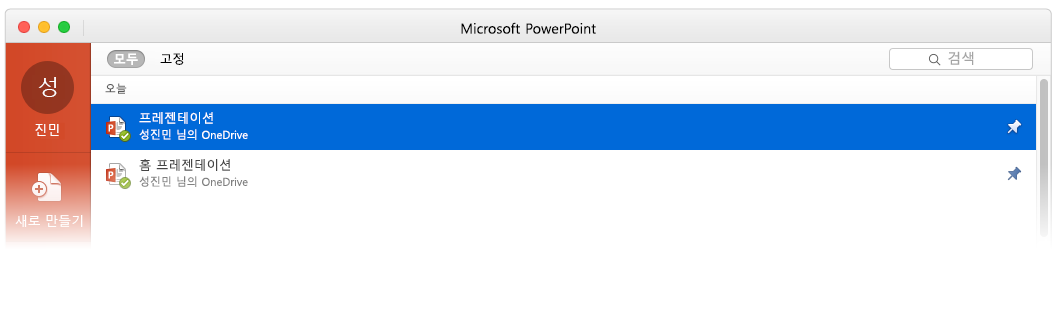 Microsoft PowerPoint
모두 고정
검색
성
진민
오늘
프레젠테이션
성진민 님의 OneDrive
홈 프레젠테이션
성진민 님의 OneDrive
새로 만들기